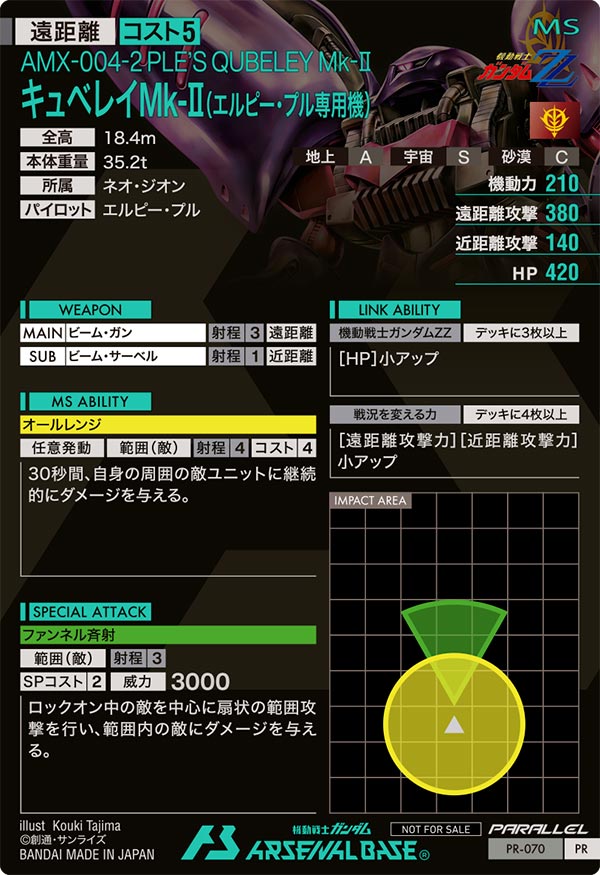 遠距離 コスト5 MS
AMX-004-2 PLE'S QUBELEY Mk-II
機動戦士
ガンダムZZ
キュベレイMk-II(エルピー・プル専用機)
全高 18.4m
本体重量 35.2t
所属 ネオ・ジオン
パイロット エルピー・プル
地上 A 宇宙 S 砂漠 C
機動力 210
遠距離攻撃 380
近距離攻撃 140
HP 420
WEAPON
MAIN ビーム・ガン 射程 3 遠距離
SUB ビーム・サーベル 射程 1 近距離
MS ABILITY
オールレンジ
任意発動 範囲(敵) 射程 4 コスト 4
30秒間、自身の周囲の敵ユニットに継続
的にダメージを与える。
SPECIAL ATTACK
ファンネル斉射
範囲(敵) 射程 3
SPコスト 2 威力 3000
ロックオン中の敵を中心に扇状の範囲攻
撃を行い、範囲内の敵にダメージを与え
る。
LINK ABILITY
機動戦士ガンダムZZ デッキに3枚以上
[HP]小アップ
戦況を変える力 デッキに4枚以上
[遠距離攻撃力][近距離攻撃力]
小アップ
IMPACT AREA
illust Kouki Tajima
©創通・サンライズ
BANDAI MADE IN JAPAN
機動戦士ガンダム
ARSENAL BASE®
NOT FOR SALE PARALLEL
PR-070 PR